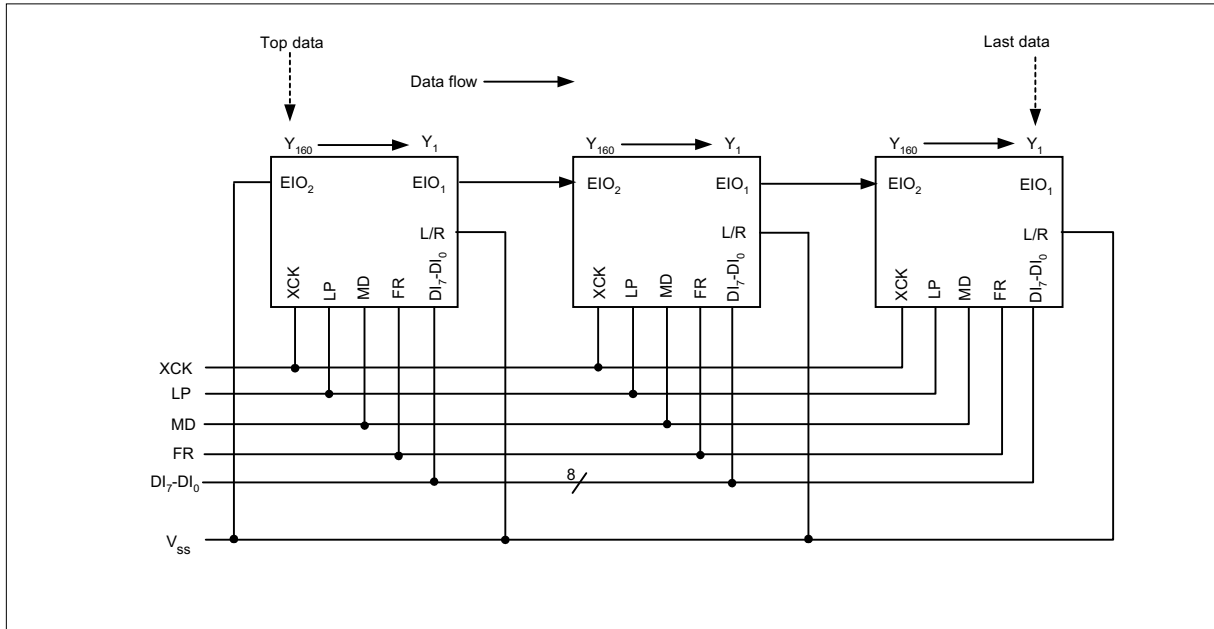 Top data
Last data
Data flow
Y160 Y1
Y160 Y1
Y160 Y1
EIO2 EIO1
EIO2 EIO1
EIO2 EIO1
L/R
L/R
L/R
XCK LP MD FR DI7-DI0
XCK LP MD FR DI7-DI0
XCK LP MD FR DI7-DI0
XCK
LP
MD
FR
DI7-DI0
8
Vss